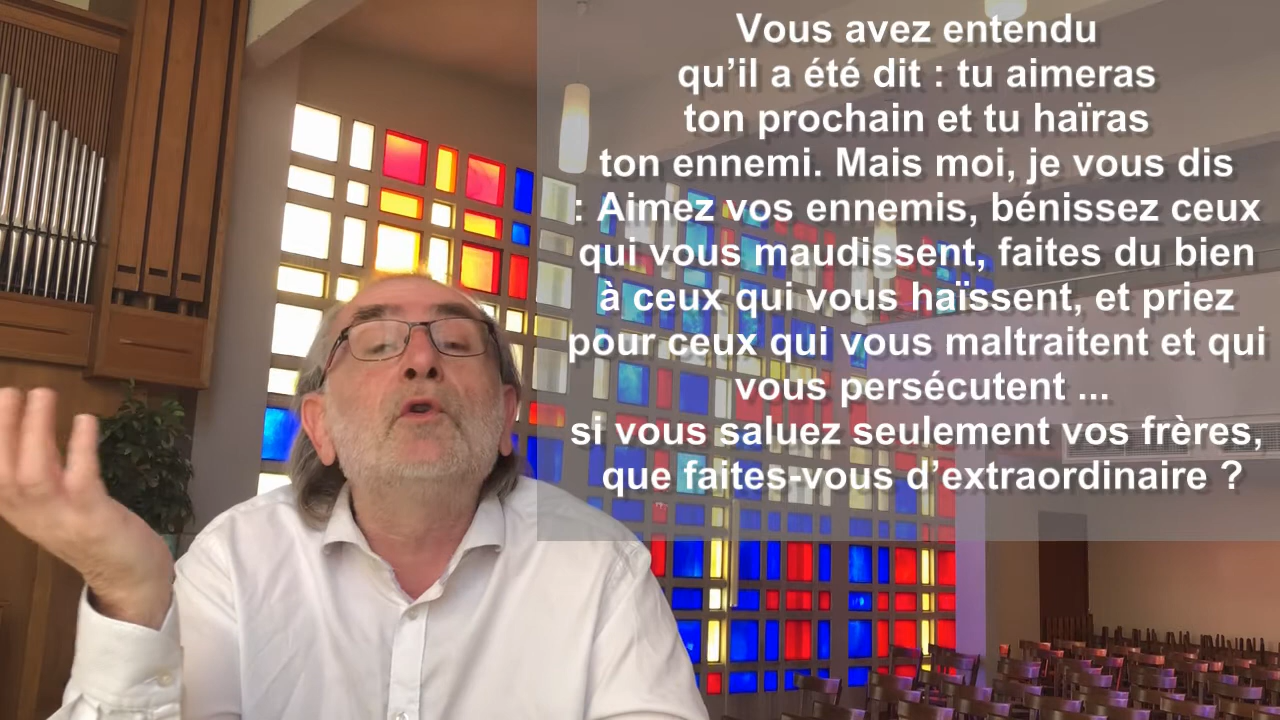 Vous avez entendu
qu’il a été dit : tu aimeras
ton prochain et tu haïras
ton ennemi. Mais moi, je vous dis
: Aimez vos ennemis, bénissez ceux
qui vous maudissent, faites du bien
à ceux qui vous haïssent, et priez
pour ceux qui vous maltraitent et qui
vous persécutent ...
si vous saluez seulement vos frères,
que faites-vous d’extraordinaire ?